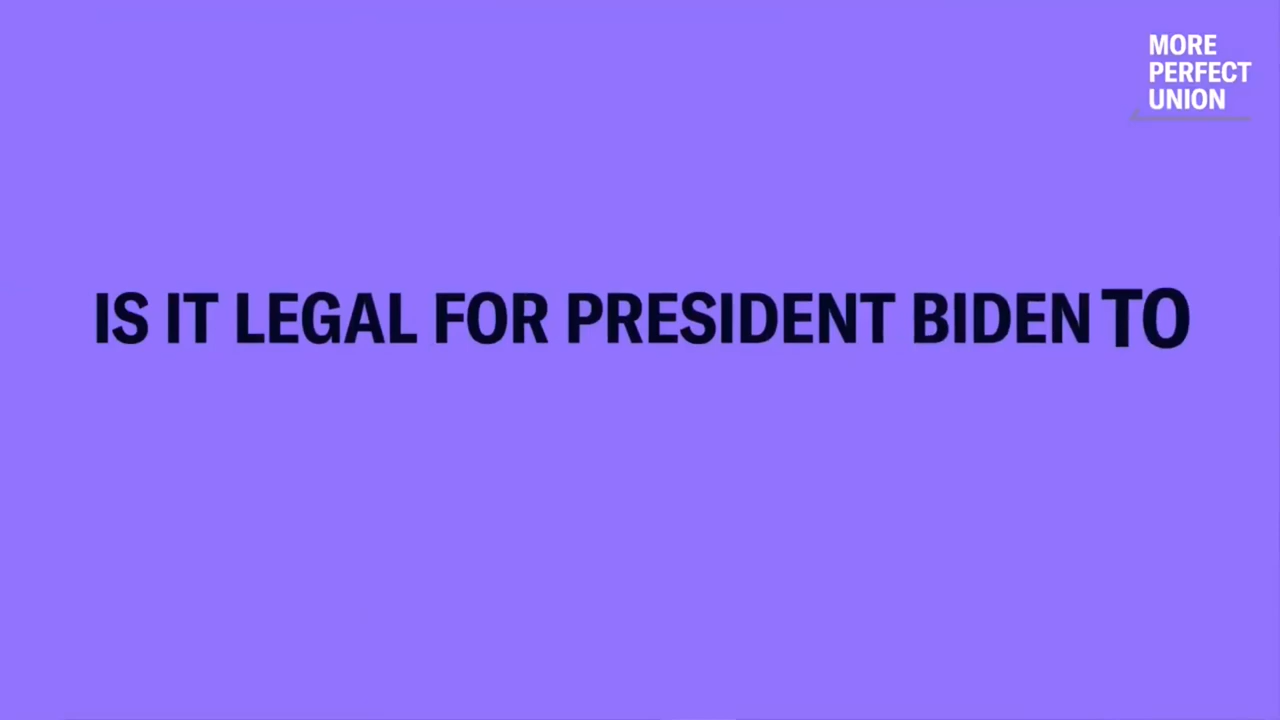 MORE
PERFECT
UNION
IS IT LEGAL FOR PRESIDENT BIDEN TO